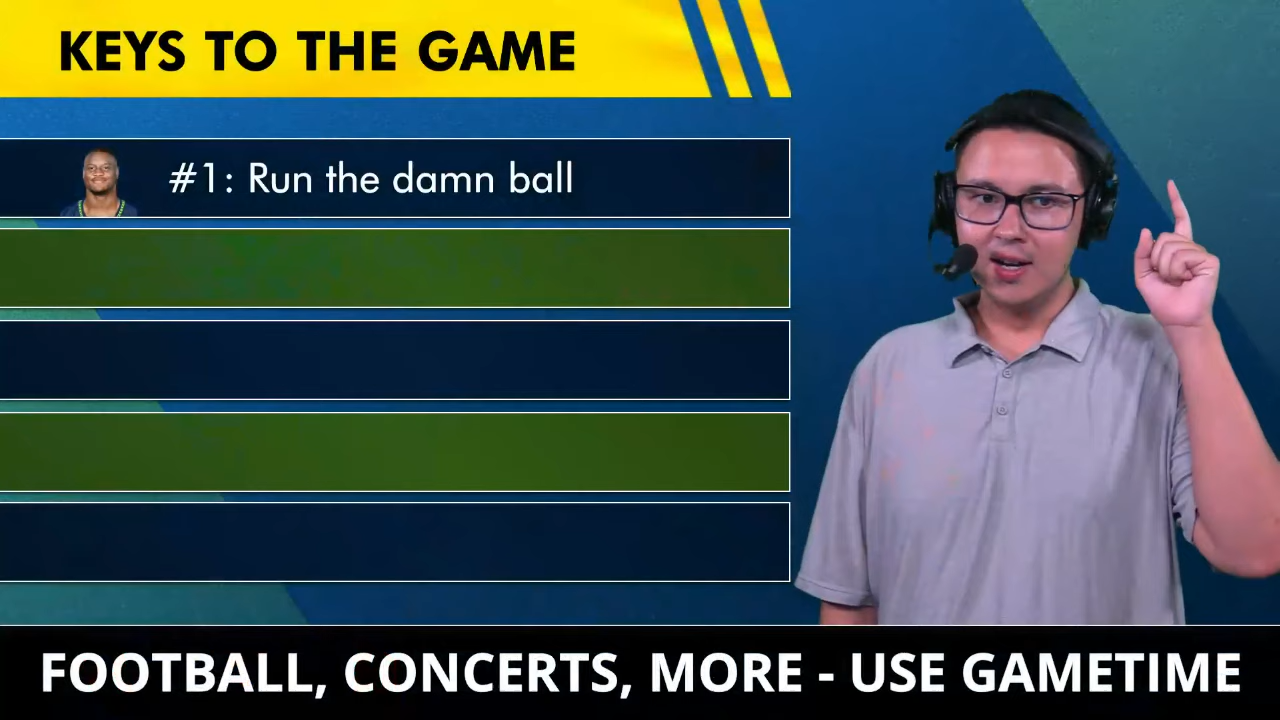 KEYS TO THE GAME
#1: Run the damn ball
FOOTBALL, CONCERTS, MORE - USE GAMETIME